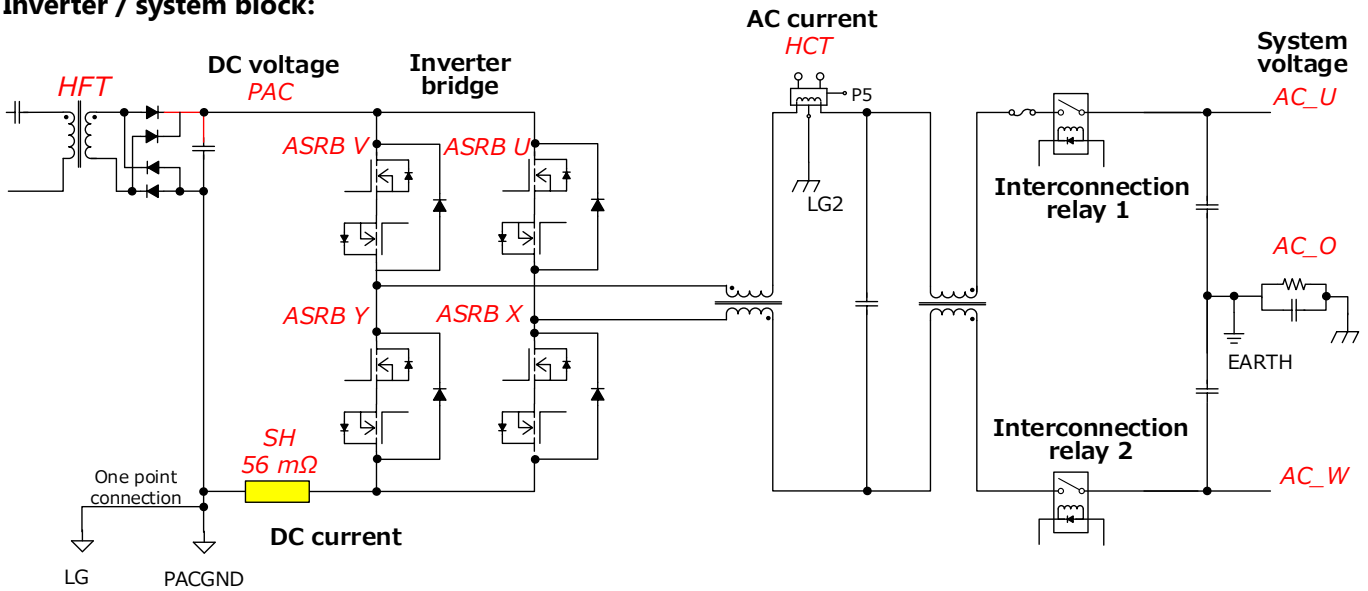 Inverter / system block:
AC current
HCT
System
voltage
DC voltage
PAC
Inverter
bridge
HFT
P5
AC_U
ASRB V
ASRB U
Interconnection
relay 1
LG2
AC_O
ASRB Y
ASRB X
EARTH
Interconnection
relay 2
SH
56 mΩ
One point
connection
AC_W
DC current
LG
PACGND